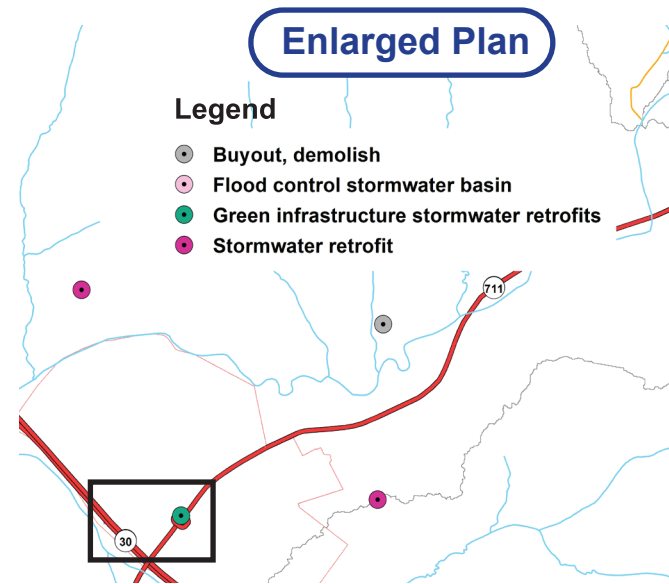 Enlarged Plan
Legend
Buyout, demolish
Flood control stormwater basin
Green infrastructure stormwater retrofits
Stormwater retrofit
711
30